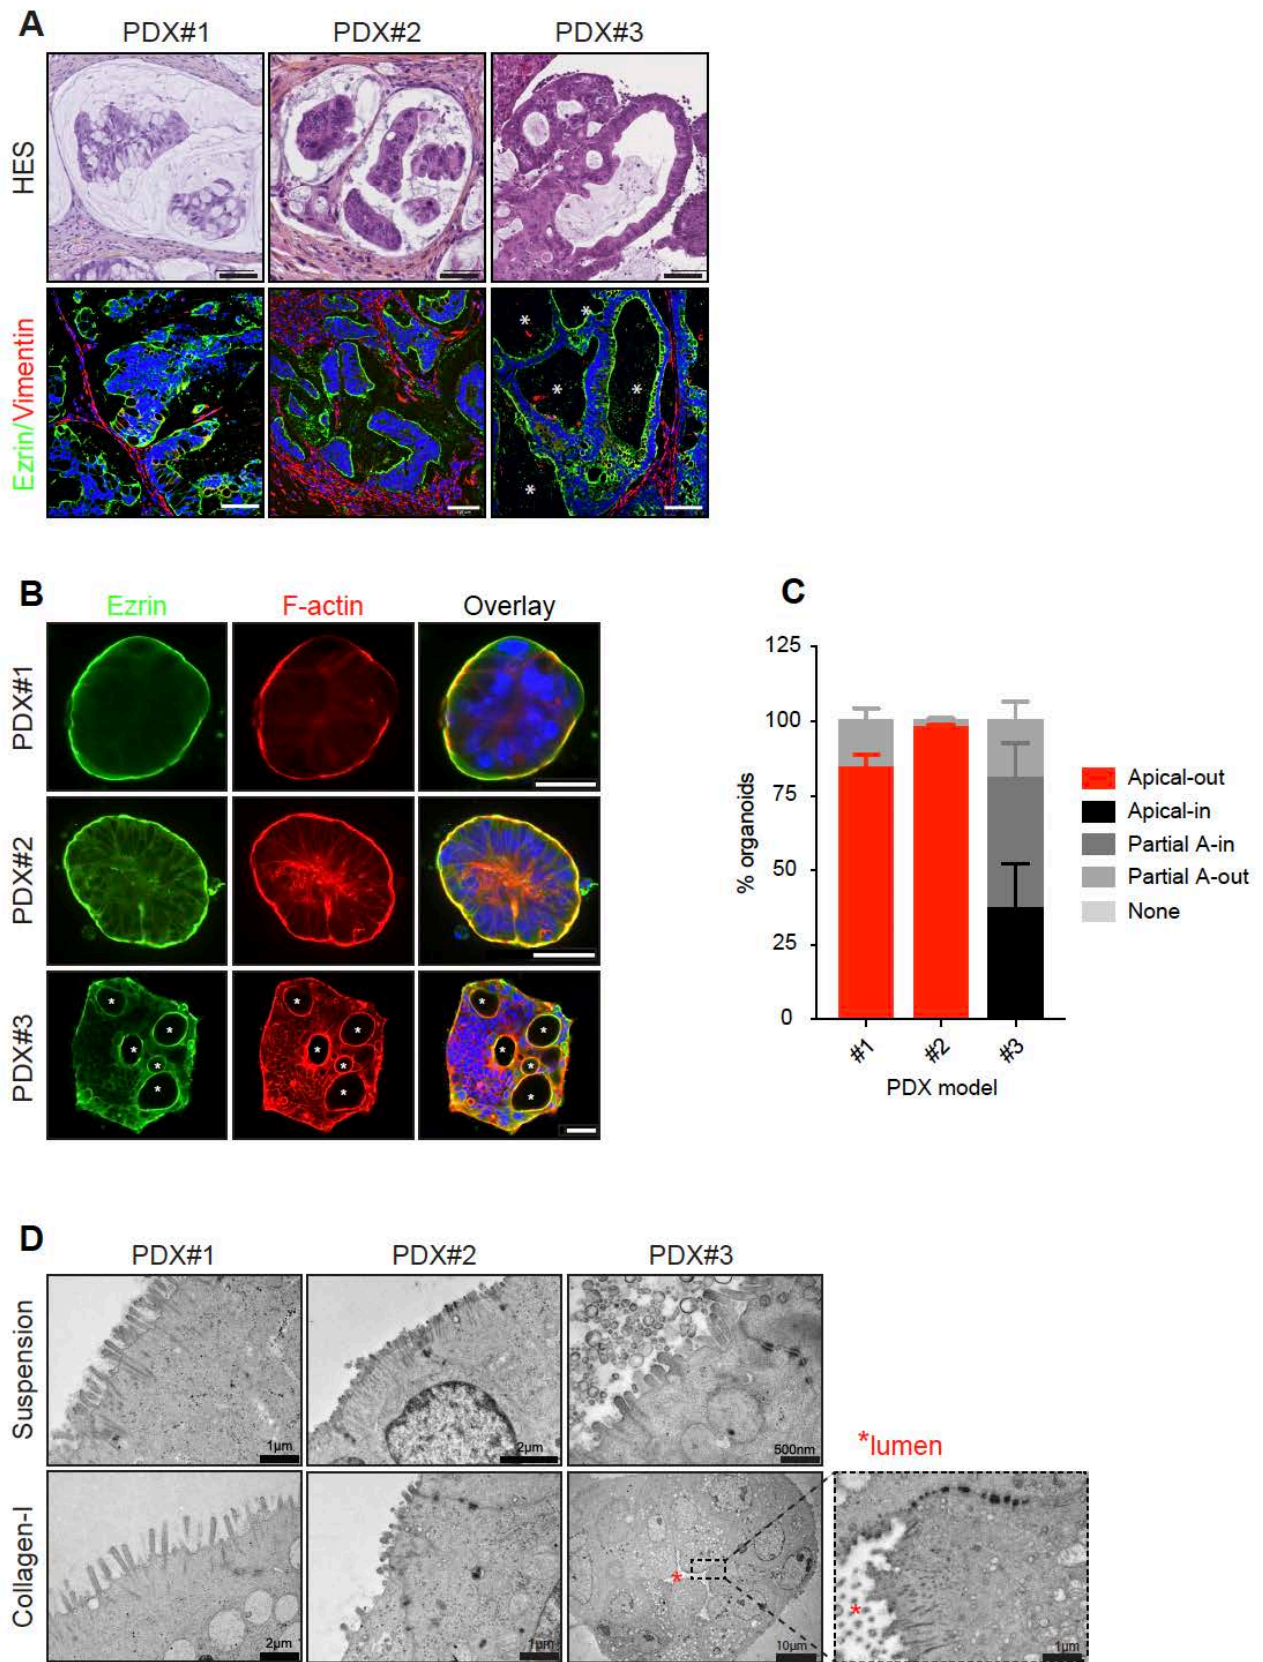 A
PDX#1 PDX#2 PDX#3
HES
Ezrin/Vimentin
* * * * *
B
Ezrin F-actin Overlay
PDX#1
PDX#2
PDX#3
* * * * *
* * * * *
* * * * *
C
125
100
75
50
25
0
% organoids
#1 #2 #3
PDX model
Apical-out
Apical-in
Partial A-in
Partial A-out
None
D
PDX#1 PDX#2 PDX#3
Suspension
1µm 2µm 500nm
*lumen
Collagen-I
2µm 1µm * 10µm * 1µm